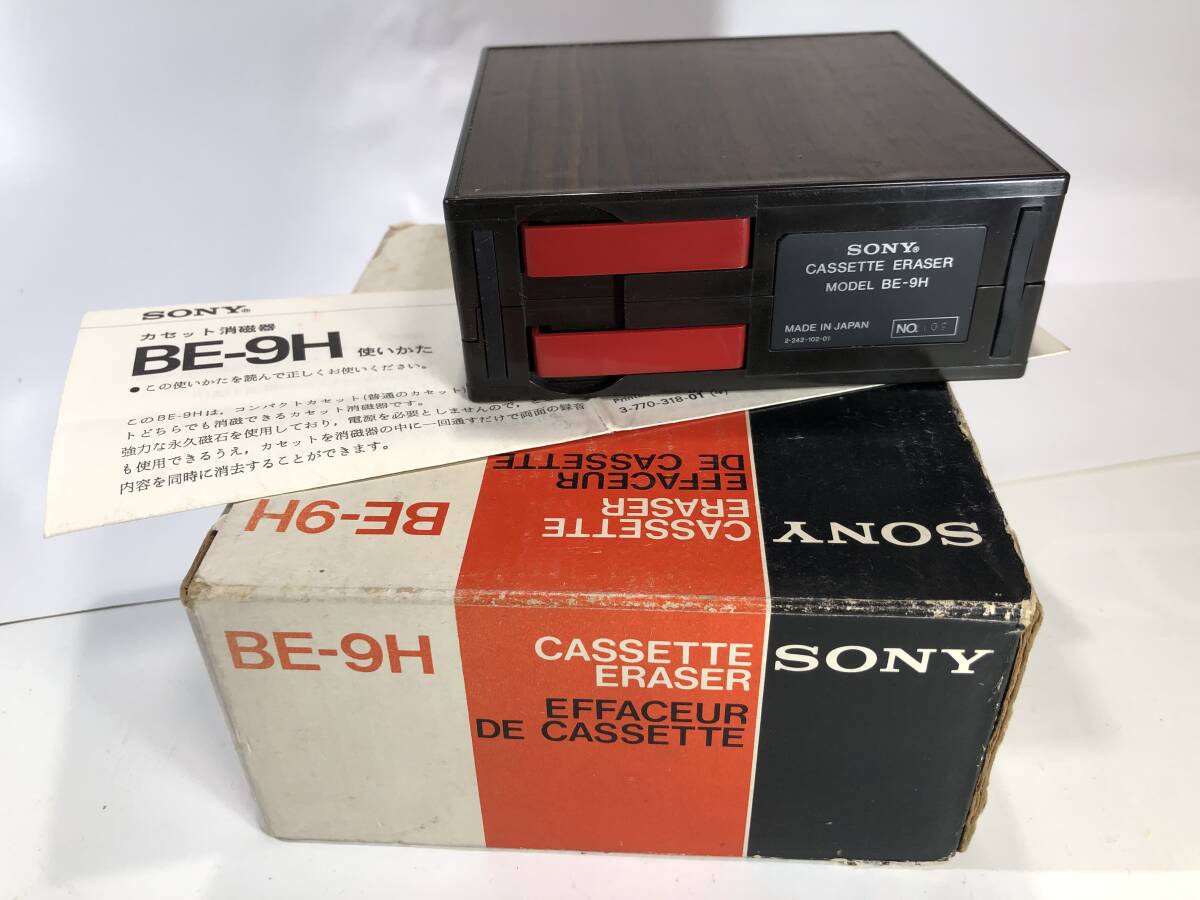 SONY®
CASSETTE ERASER
MODEL BE-9H
MADE IN JAPAN
NO.
2-242-102-01
SONY®
カセット消磁器
BE-9H 使いかた
●この使いかたを読んで正しくお使いください。
このBE-9Hは，コンパクトカセット(普通のカセット)
トどちらでも消磁できるカセット消磁器です。
強力な永久磁石を使用しており，電源を必要としませんので，
も使用できるうえ，カセットを消磁器の中に一回通すだけで両面の録音
内容を同時に消去することができます。
3-770-318-01
BE-9H
CASSETTE
ERASER
EFFACEUR
DE CASSETTE
SONY
BE-9H
CASSETTE
ERASER
EFFACEUR
DE CASSETTE
SONY